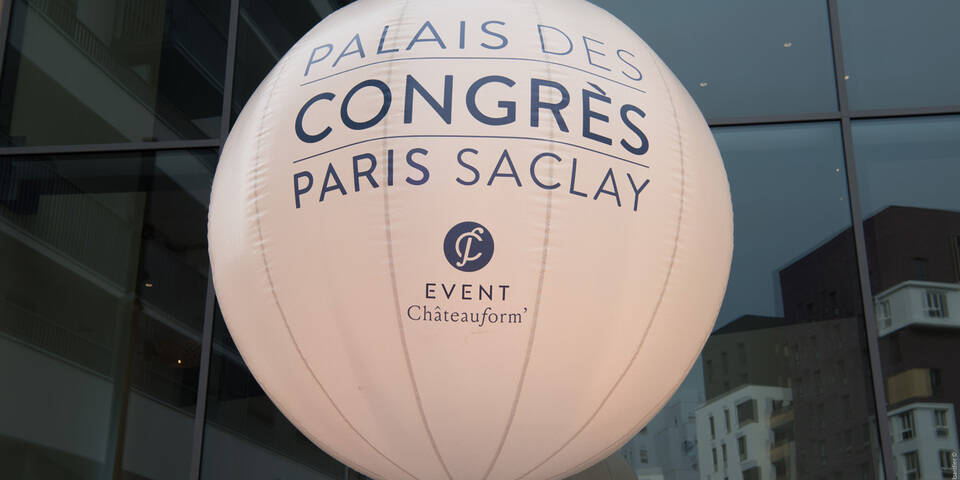 PALAIS DES
CONGRÈS
PARIS SACLAY
EVENT
Châteauform'